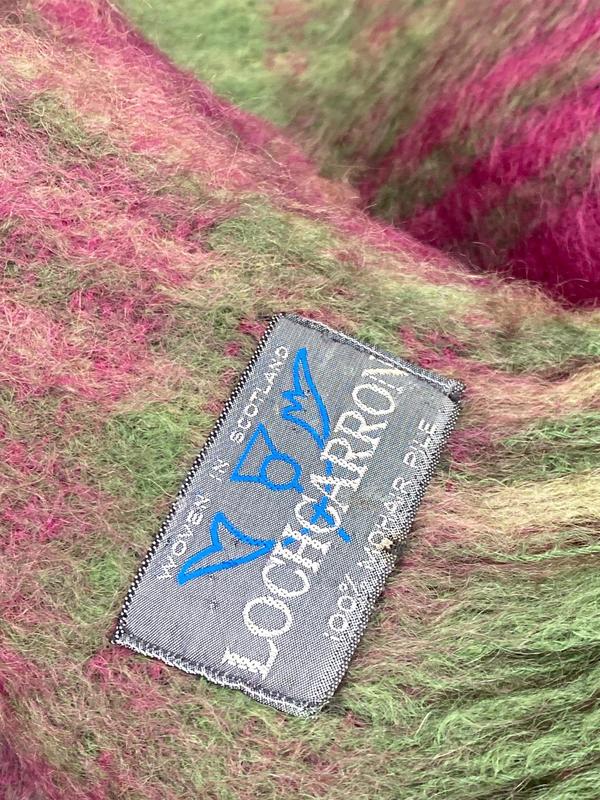 WOVEN IN SCOTLAND
LOCHCARRON
100% MOHAIR PILE